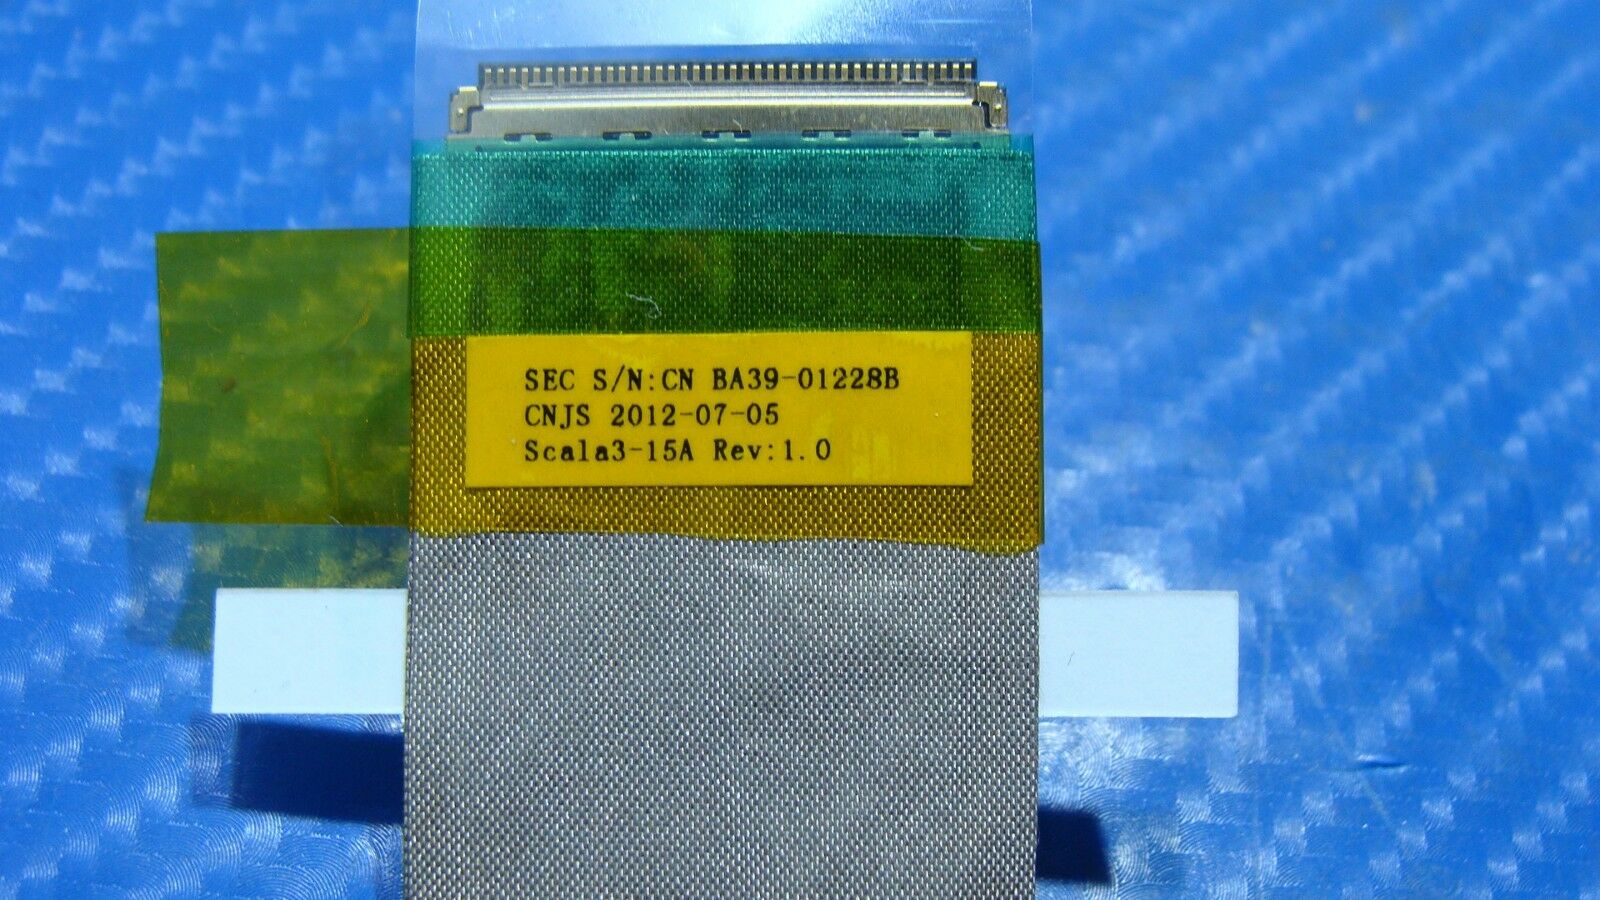 SEC S/N:CN BA39-01228B
CNJS 2012-07-05
Scala3-15A Rev:1.0